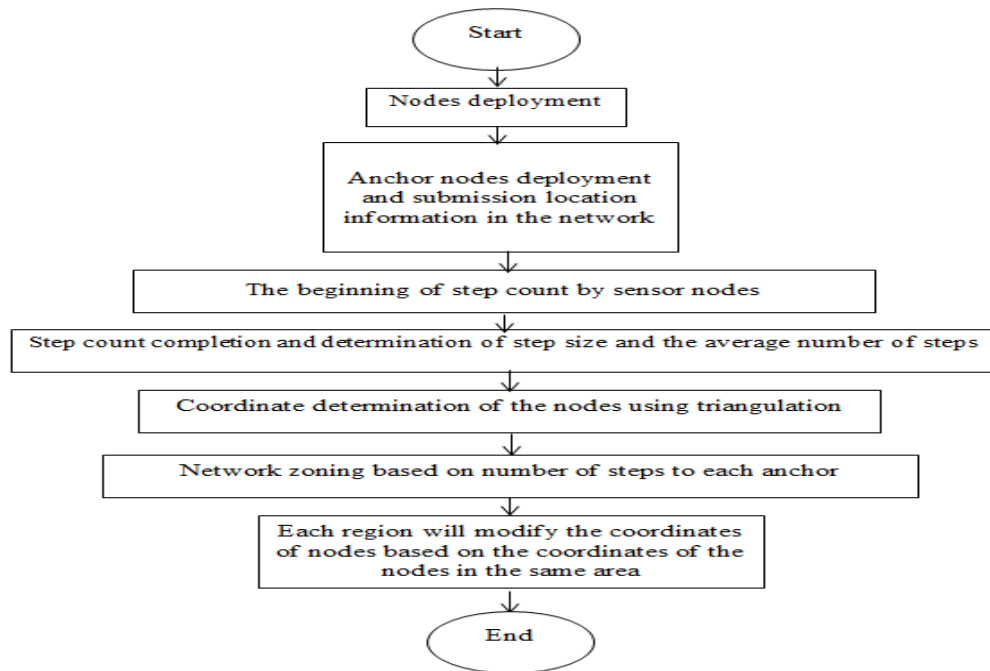 Start
Nodes deployment
Anchor nodes deployment
and submission location
information in the network
The beginning of step count by sensor nodes
Step count completion and determination of step size and the average number of steps
Coordinate determination of the nodes using triangulation
Network zoning based on number of steps to each anchor
Each region will modify the coordinates
of nodes based on the coordinates of the
nodes in the same area
End